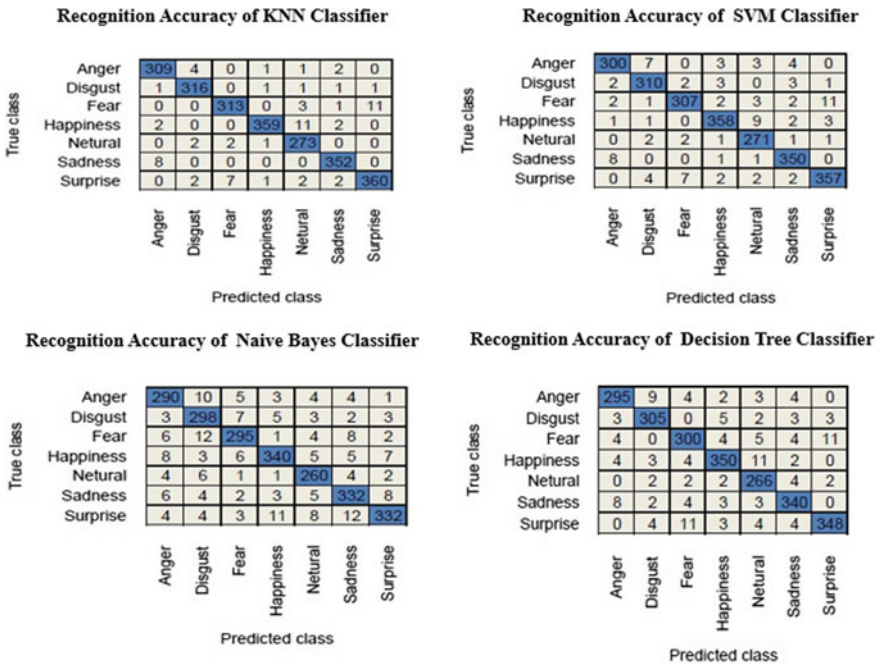 Recognition Accuracy of KNN Classifier
True class
Anger 309 4 0 1 1 2 0
Disgust 1 316 0 1 1 1 1
Fear 0 0 313 0 3 1 11
Happiness 2 0 0 359 11 2 0
Netural 0 2 2 1 273 0 0
Sadness 8 0 0 0 0 352 0
Surprise 0 2 7 1 2 2 360
Anger Disgust Fear Happiness Netural Sadness Surprise
Predicted class
Recognition Accuracy of SVM Classifier
True class
Anger 300 7 0 3 3 4 0
Disgust 2 310 2 3 0 3 1
Fear 2 1 307 2 3 2 11
Happiness 1 1 0 358 9 2 3
Netural 0 2 2 1 271 1 1
Sadness 8 0 0 1 1 350 0
Surprise 0 4 7 2 2 2 357
Anger Disgust Fear Happiness Netural Sadness Surprise
Predicted class
Recognition Accuracy of Naive Bayes Classifier
True class
Anger 290 10 5 3 4 4 1
Disgust 3 298 7 5 3 2 3
Fear 6 12 295 1 4 8 2
Happiness 8 3 6 340 5 5 7
Netural 4 6 1 1 260 4 2
Sadness 6 4 2 3 5 332 8
Surprise 4 4 3 11 8 12 332
Anger Disgust Fear Happiness Netural Sadness Surprise
Predicted class
Recognition Accuracy of Decision Tree Classifier
True class
Anger 295 9 4 2 3 4 0
Disgust 3 305 0 5 2 3 3
Fear 4 0 300 4 5 4 11
Happiness 4 3 4 350 11 2 0
Netural 0 2 2 2 266 4 2
Sadness 8 2 4 3 3 340 0
Surprise 0 4 11 3 4 4 348
Anger Disgust Fear Happiness Netural Sadness Surprise
Predicted class